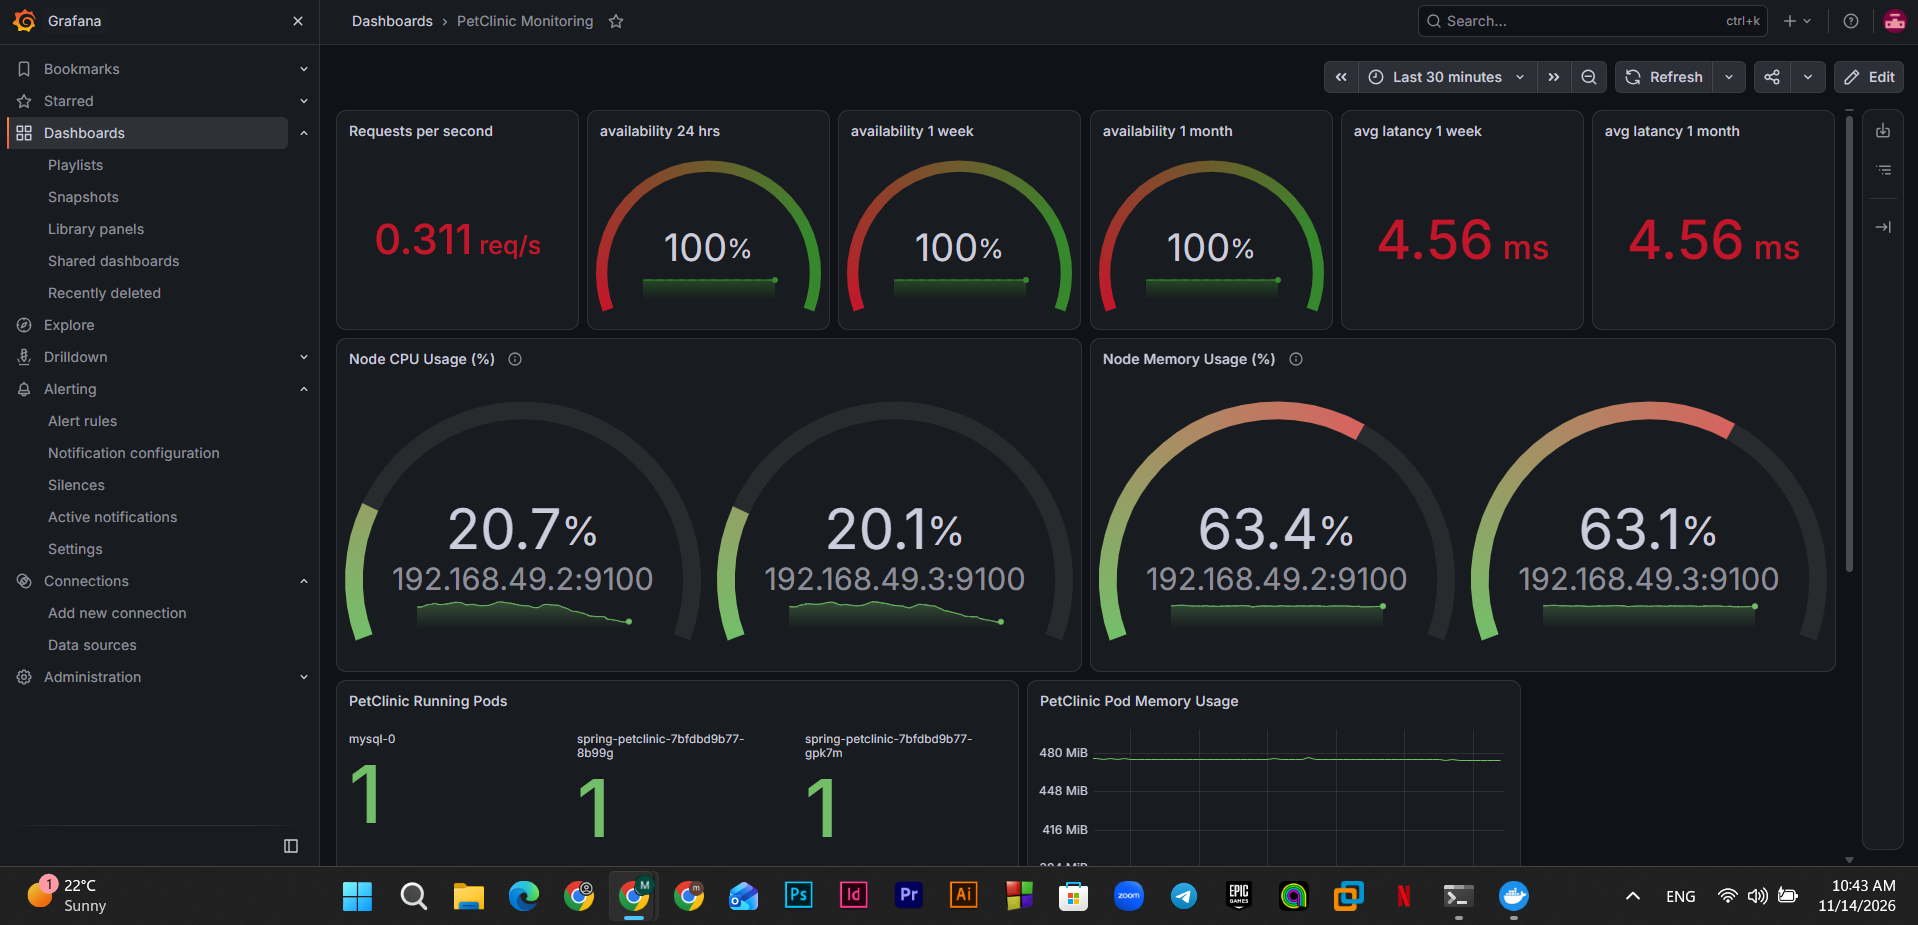 Grafana
Dashboards › PetClinic Monitoring
Search...
ctrl+k
Bookmarks
Starred
Dashboards
Playlists
Snapshots
Library panels
Shared dashboards
Recently deleted
Explore
Drilldown
Alerting
Alert rules
Notification configuration
Silences
Active notifications
Settings
Connections
Add new connection
Data sources
Administration
Last 30 minutes
Refresh
Edit
Requests per second
0.311 req/s
availability 24 hrs
100%
availability 1 week
100%
availability 1 month
100%
avg latancy 1 week
4.56 ms
avg latancy 1 month
4.56 ms
Node CPU Usage (%)
20.7%
192.168.49.2:9100
20.1%
192.168.49.3:9100
Node Memory Usage (%)
63.4%
192.168.49.2:9100
63.1%
192.168.49.3:9100
PetClinic Running Pods
mysql-0
1
spring-petclinic-7bfdbd9b77-
8b99g
1
spring-petclinic-7bfdbd9b77-
gpk7m
1
PetClinic Pod Memory Usage
480 MiB
448 MiB
416 MiB
1
22°C
Sunny
M
m
Ps
Id
Pr
Ai
zoom
EPIC
GAMES
N
ENG
10:43 AM
11/14/2026